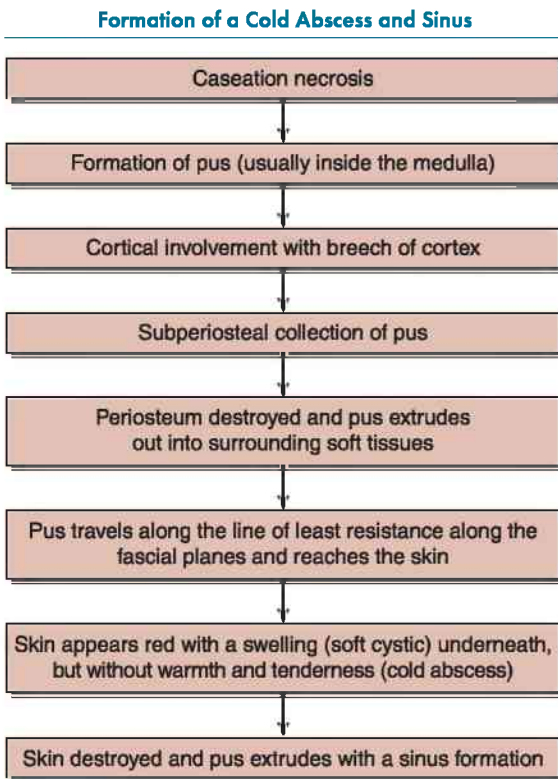 Formation of a Cold Abscess and Sinus
Caseation necrosis
Formation of pus (usually inside the medulla)
Cortical involvement with breech of cortex
Subperiosteal collection of pus
Periosteum destroyed and pus extrudes
out into surrounding soft tissues
Pus travels along the line of least resistance along the
fascial planes and reaches the skin
Skin appears red with a swelling (soft cystic) underneath,
but without warmth and tenderness (cold abscess)
Skin destroyed and pus extrudes with a sinus formation